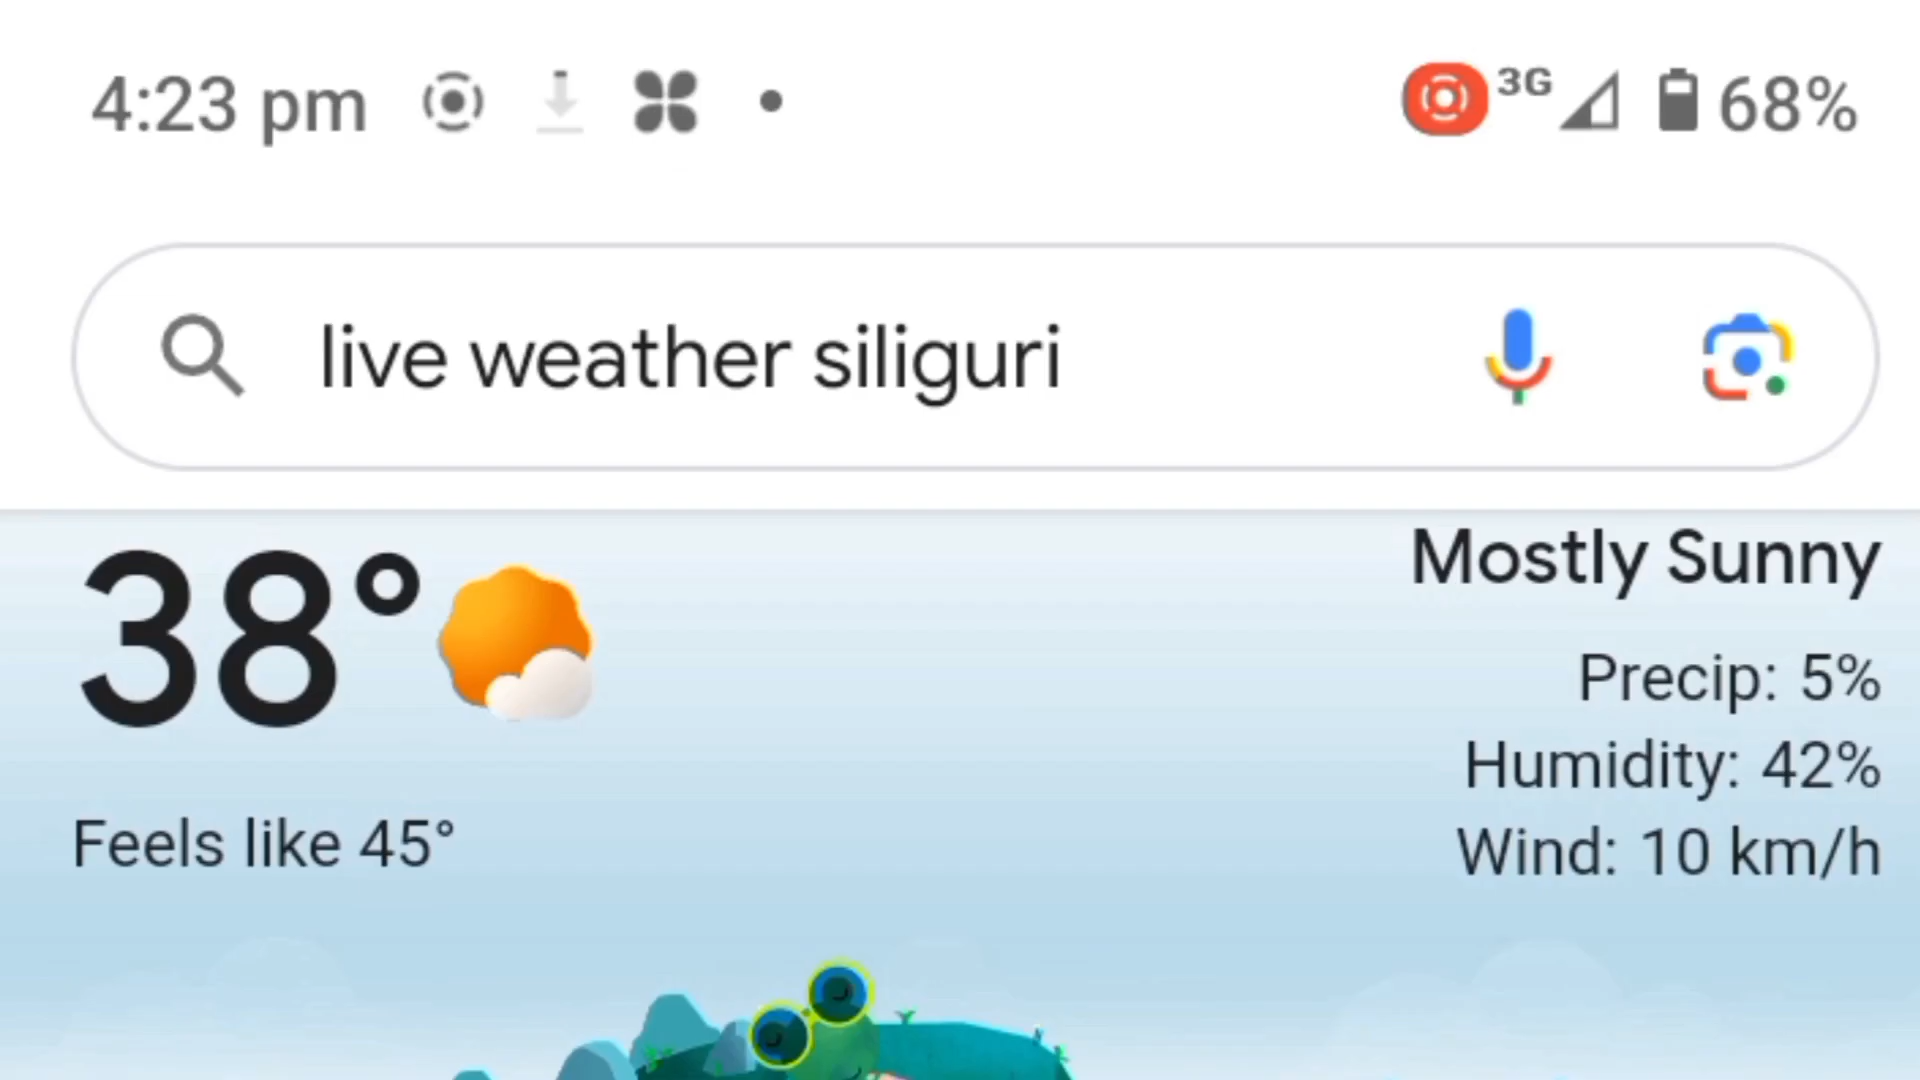 4:23 pm 3G 68%
live weather siliguri
38°
Mostly Sunny
Precip: 5%
Humidity: 42%
Feels like 45°
Wind: 10 km/h